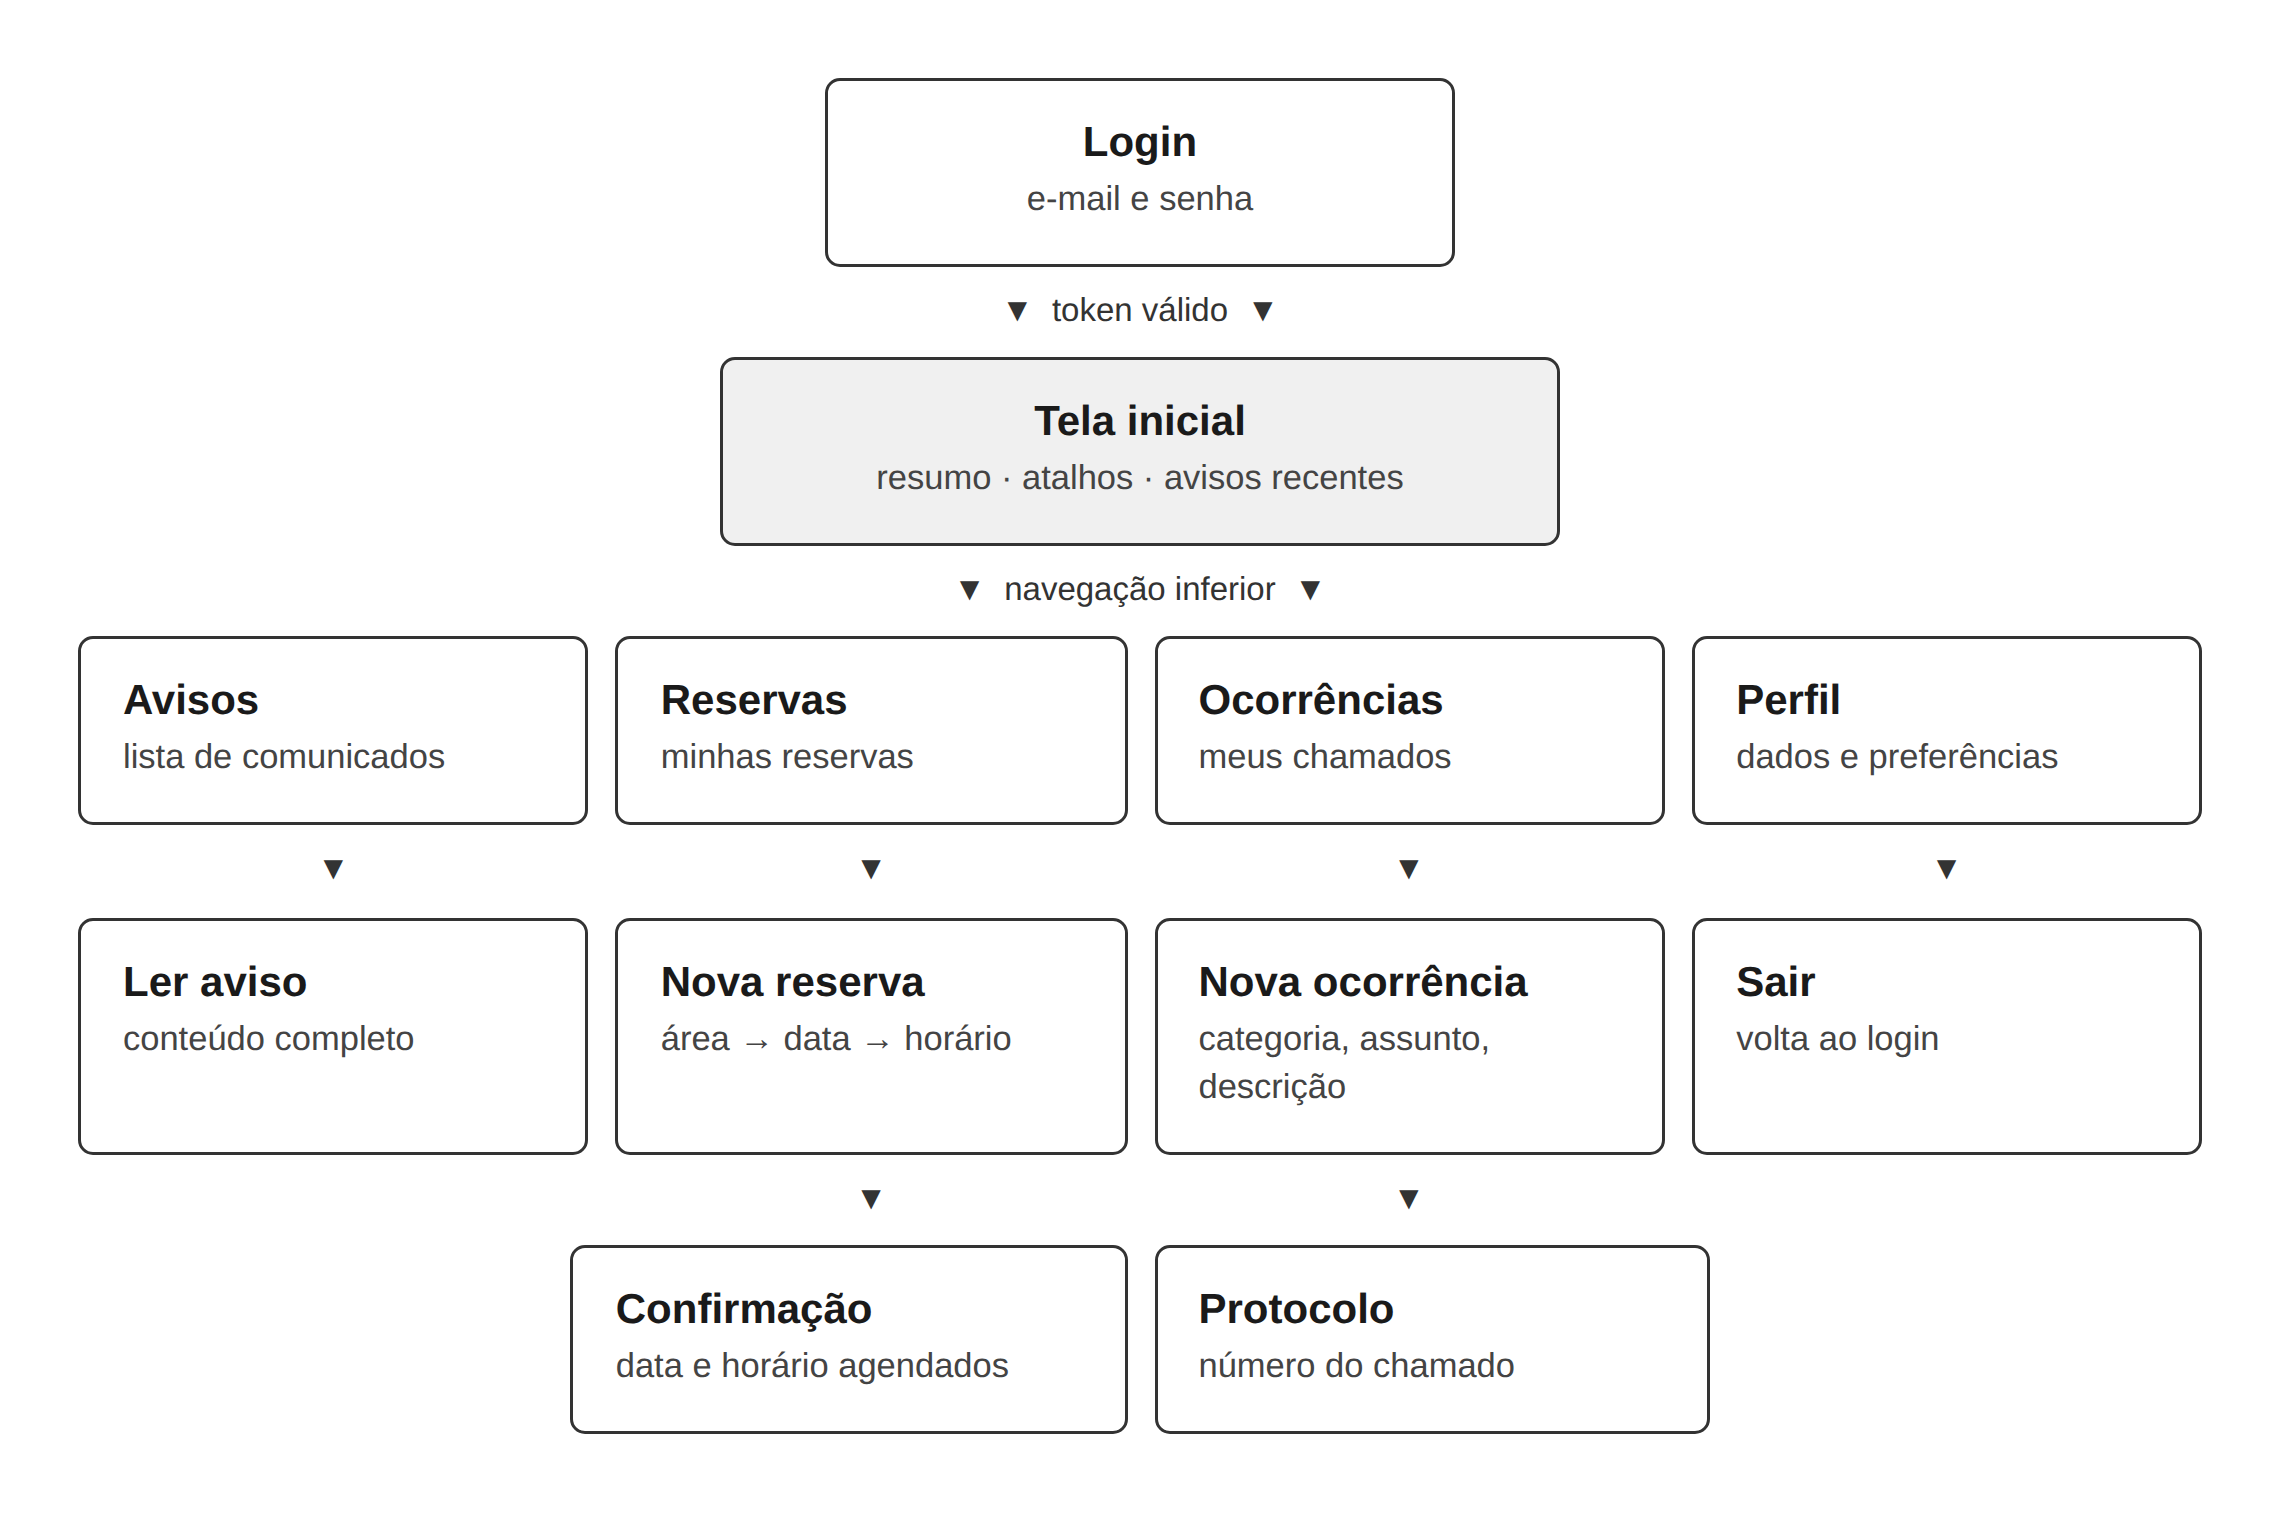 Login
e-mail e senha
▼ token válido ▼
Tela inicial
resumo · atalhos · avisos recentes
▼ navegação inferior ▼
Avisos
lista de comunicados
Reservas
minhas reservas
Ocorrências
meus chamados
Perfil
dados e preferências
▼ ▼ ▼ ▼
Ler aviso
conteúdo completo
Nova reserva
área → data → horário
Nova ocorrência
categoria, assunto,
descrição
Sair
volta ao login
▼ ▼
Confirmação
data e horário agendados
Protocolo
número do chamado